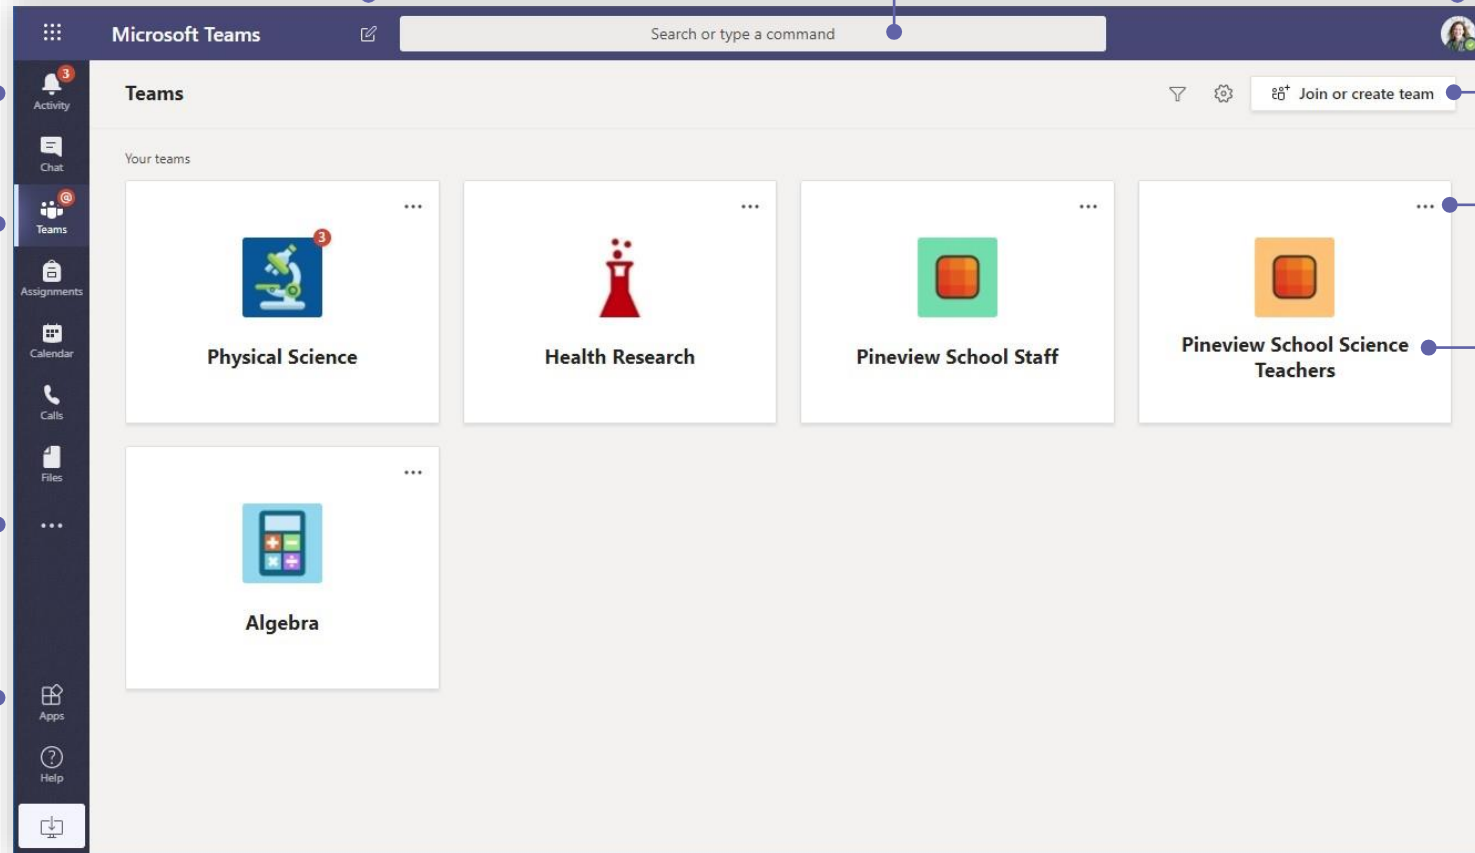 Microsoft Teams
Search or type a command
3
Activity
Chat
@
Teams
Assignments
Calendar
Calls
Files
Apps
Help
Teams
Join or create team
Your teams
3
Physical Science
Health Research
Pineview School Staff
Pineview School Science
Teachers
Algebra